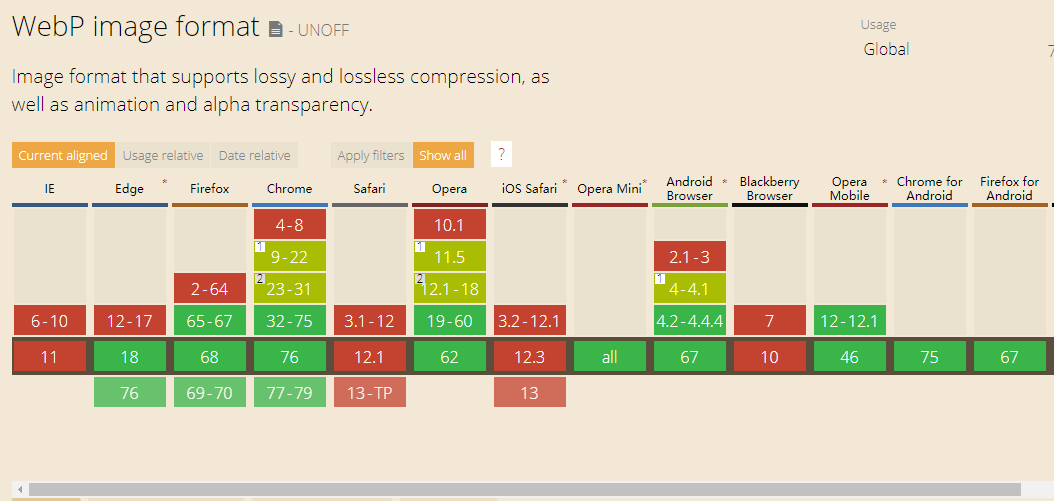 WebP image format - UNOFF
Usage
Global
Image format that supports lossy and lossless compression, as
well as animation and alpha transparency.
Current aligned Usage relative Date relative Apply filters Show all ?
IE Edge * Firefox Chrome Safari Opera iOS Safari * Opera Mini * Android Browser * Blackberry Browser Opera Mobile * Chrome for Android Firefox for Android
4-8 10.1
1 9-22 1 11.5 2.1-3
2-64 2 23-31 2 12.1-18 1 4-4.1
6-10 12-17 65-67 32-75 3.1-12 19-60 3.2-12.1 4.2-4.4.4 7 12-12.1
11 18 68 76 12.1 62 12.3 all 67 10 46 75 67
76 69-70 77-79 13-TP 13